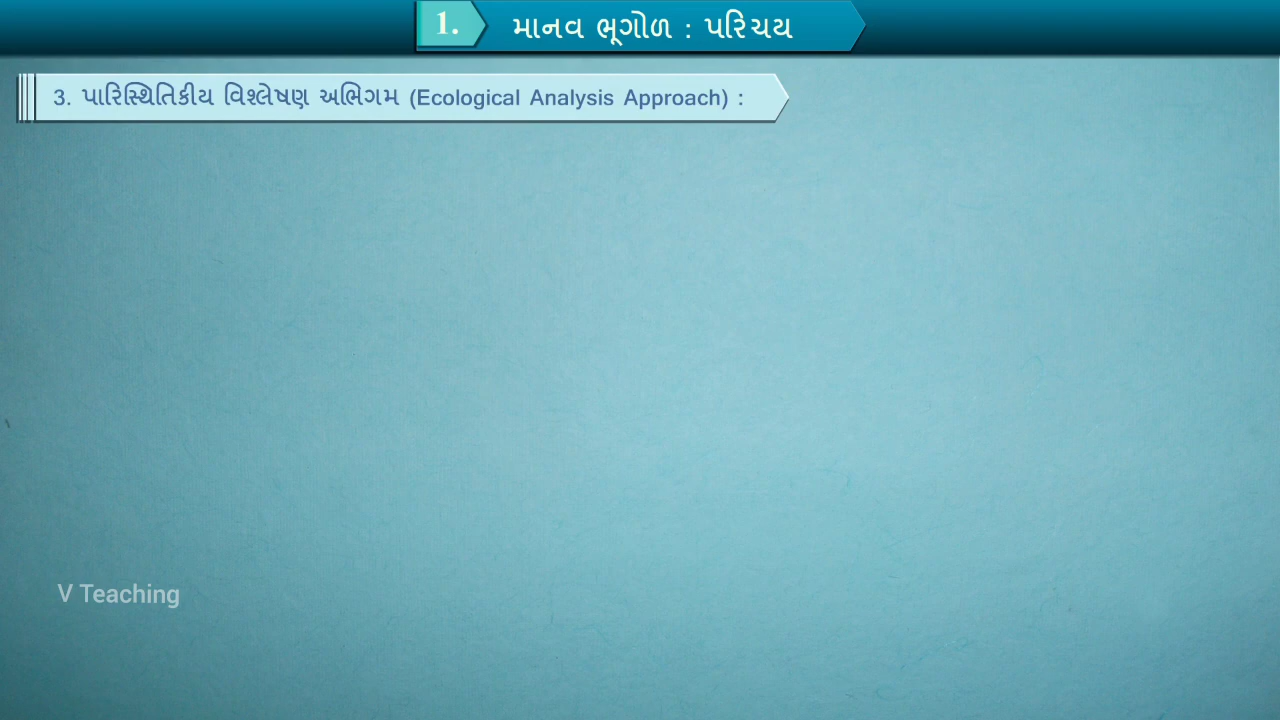 1. માનવ ભૂગોળ : પરિચય
3. પારિસ્થિતિકીય વિશ્લેષણ અભિગમ (Ecological Analysis Approach) :
V Teaching